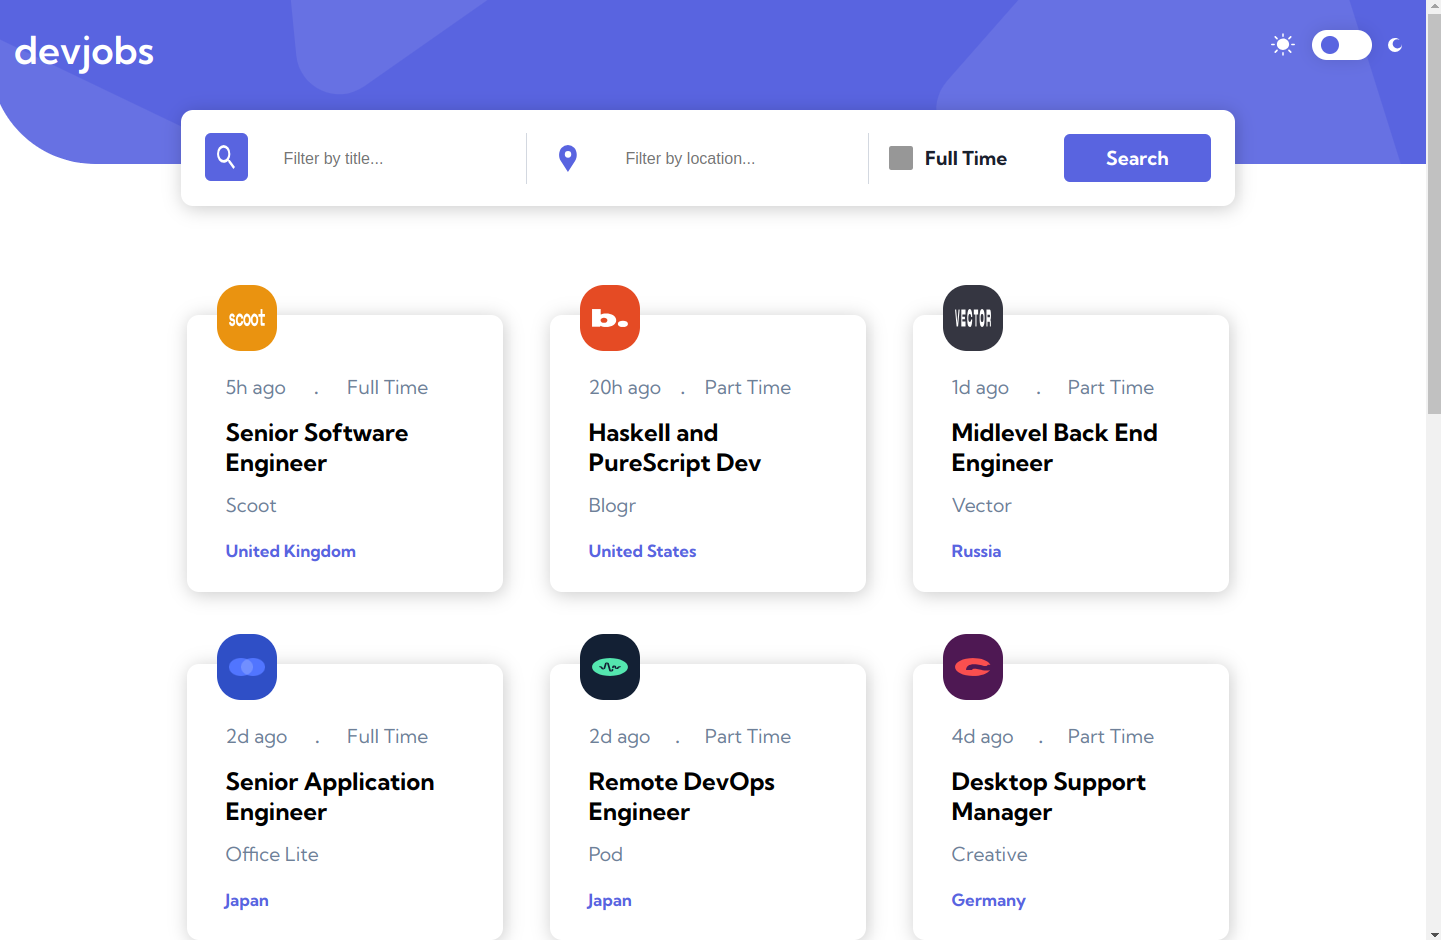 devjobs
Filter by title...
Filter by location...
Full Time
Search
scoot
b.
VECTOR
5h ago . Full Time
20h ago . Part Time
1d ago . Part Time
Senior Software
Engineer
Haskell and
PureScript Dev
Midlevel Back End
Engineer
Scoot
Blogr
Vector
United Kingdom
United States
Russia
2d ago . Full Time
2d ago . Part Time
4d ago . Part Time
Senior Application
Engineer
Remote DevOps
Engineer
Desktop Support
Manager
Office Lite
Pod
Creative
Japan
Japan
Germany